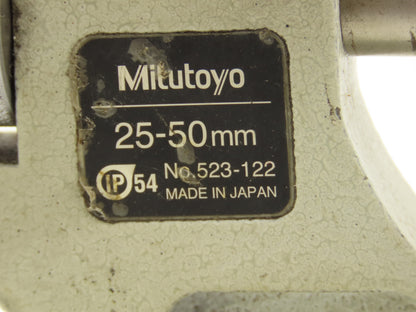 Mitutoyo
25-50mm
IP54 No.523-122
MADE IN JAPAN